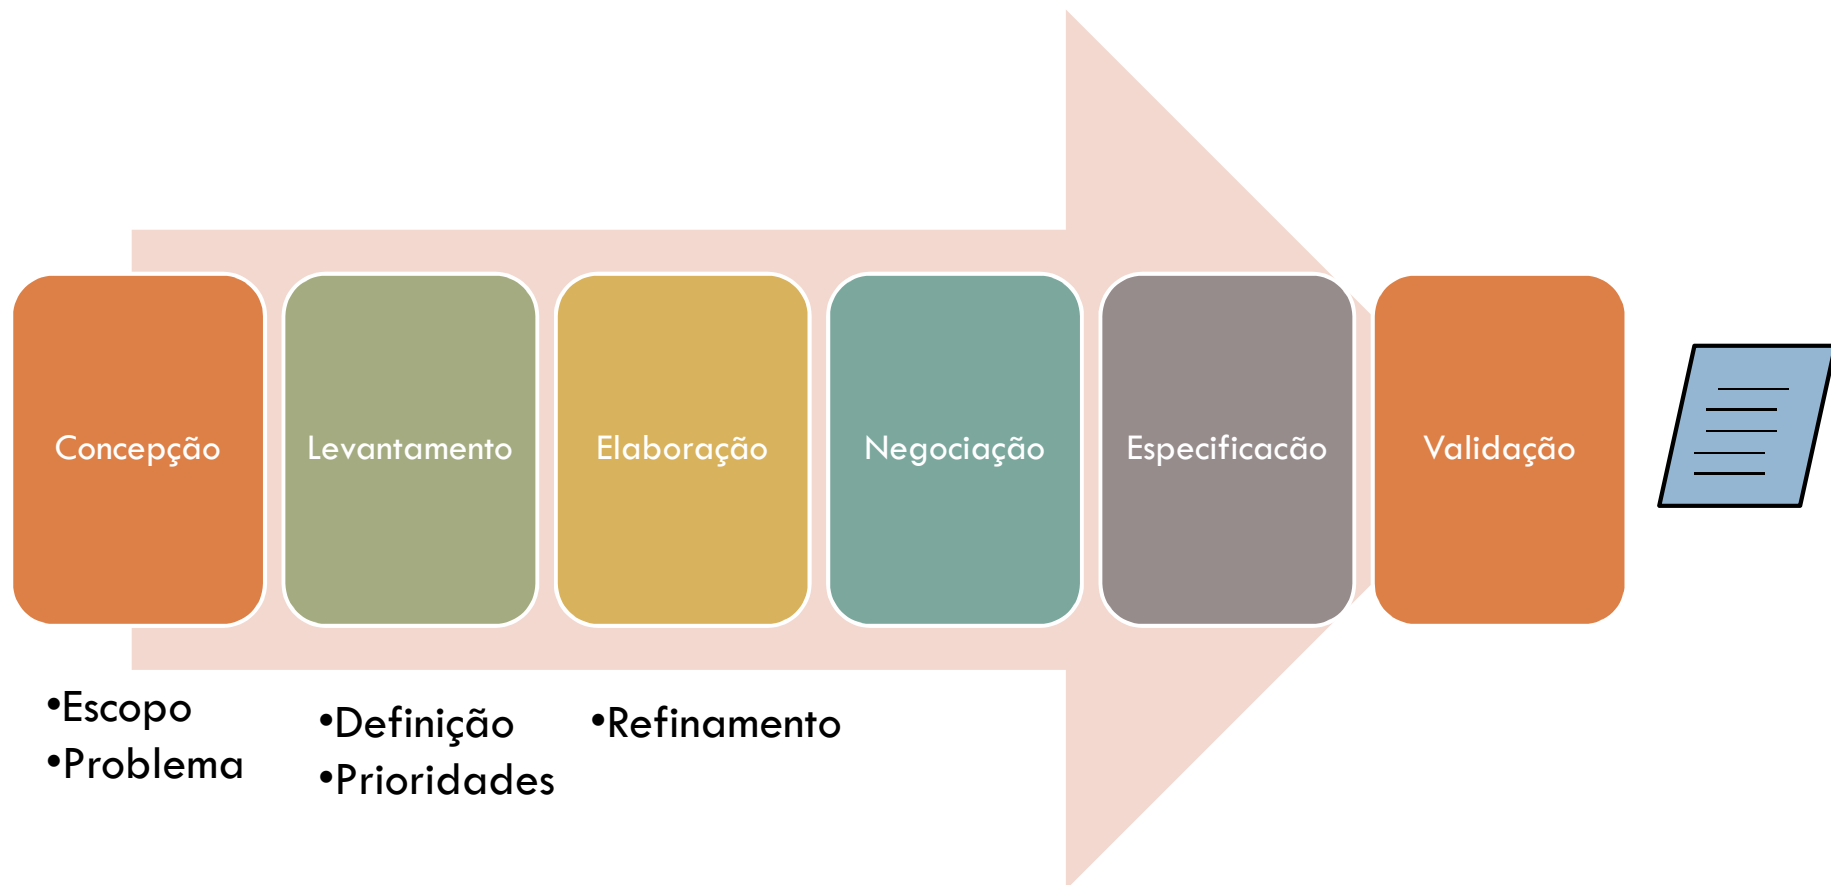 Concepção
Levantamento
Elaboração
Negociação
Especificacão
Validação
•Escopo
•Problema
•Definição
•Prioridades
•Refinamento